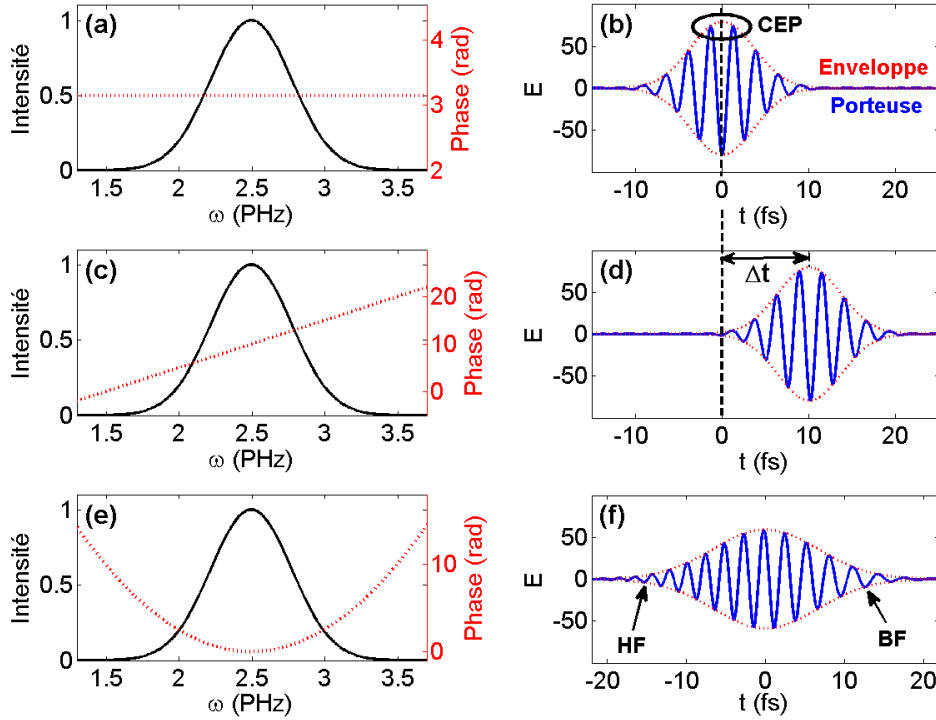 (a)
Intensité
1
0.5
0
4
3
2
Phase (rad)
1.5 2 2.5 3 3.5
ω (PHz)
(b)
CEP
Enveloppe
Porteuse
E
50
0
-50
-10 0 10 20
t (fs)
(c)
Intensité
1
0.5
0
20
10
0
Phase (rad)
1.5 2 2.5 3 3.5
ω (PHz)
(d)
Δt
E
50
0
-50
-10 0 10 20
t (fs)
(e)
Intensité
1
0.5
0
10
0
Phase (rad)
1.5 2 2.5 3 3.5
ω (PHz)
(f)
HF
BF
E
50
0
-50
-20 -10 0 10 20
t (fs)